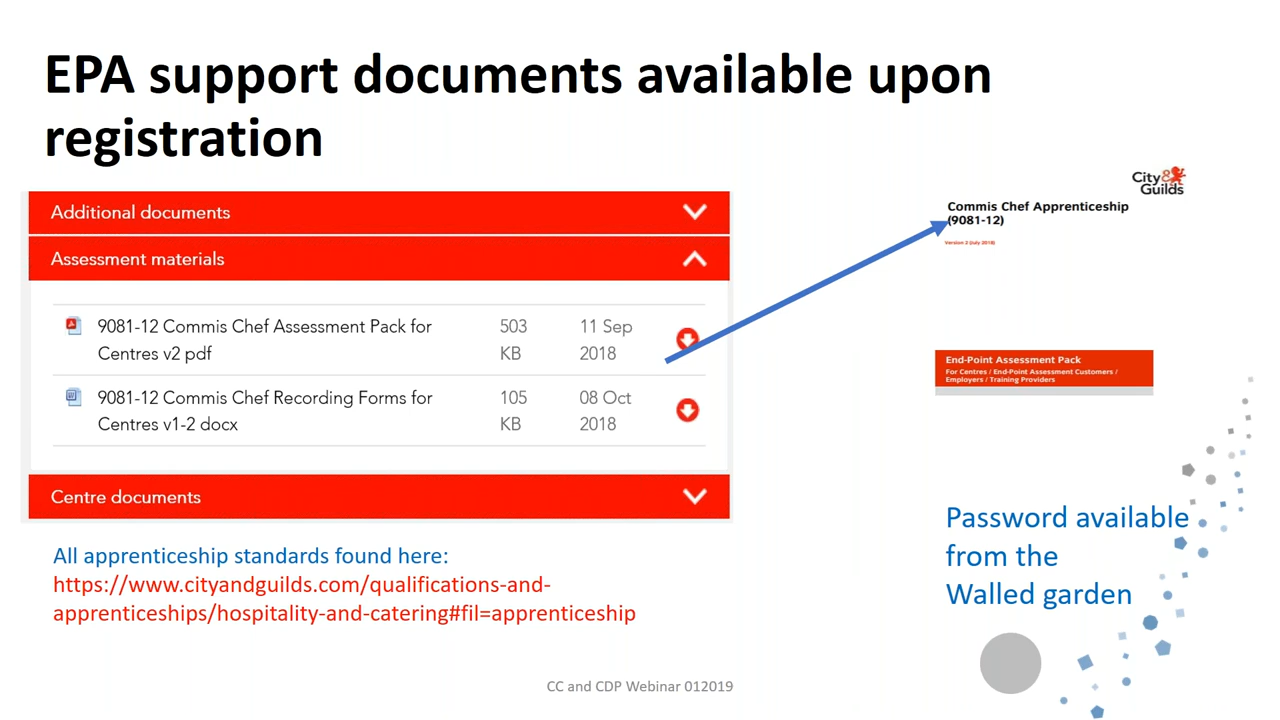 EPA support documents available upon
registration
Additional documents
Assessment materials
9081-12 Commis Chef Assessment Pack for
Centres v2 pdf
503
KB
11 Sep
2018
9081-12 Commis Chef Recording Forms for
Centres v1-2 docx
105
KB
08 Oct
2018
Centre documents
All apprenticeship standards found here:
https://www.cityandguilds.com/qualifications-and-
apprenticeships/hospitality-and-catering#fil=apprenticeship
City&
Guilds
Commis Chef Apprenticeship
(9081-12)
Version 2 (July 2018)
End-Point Assessment Pack
For Centres / End-Point Assessment Customers /
Employers / Training Providers
Password available
from the
Walled garden
CC and CDP Webinar 012019